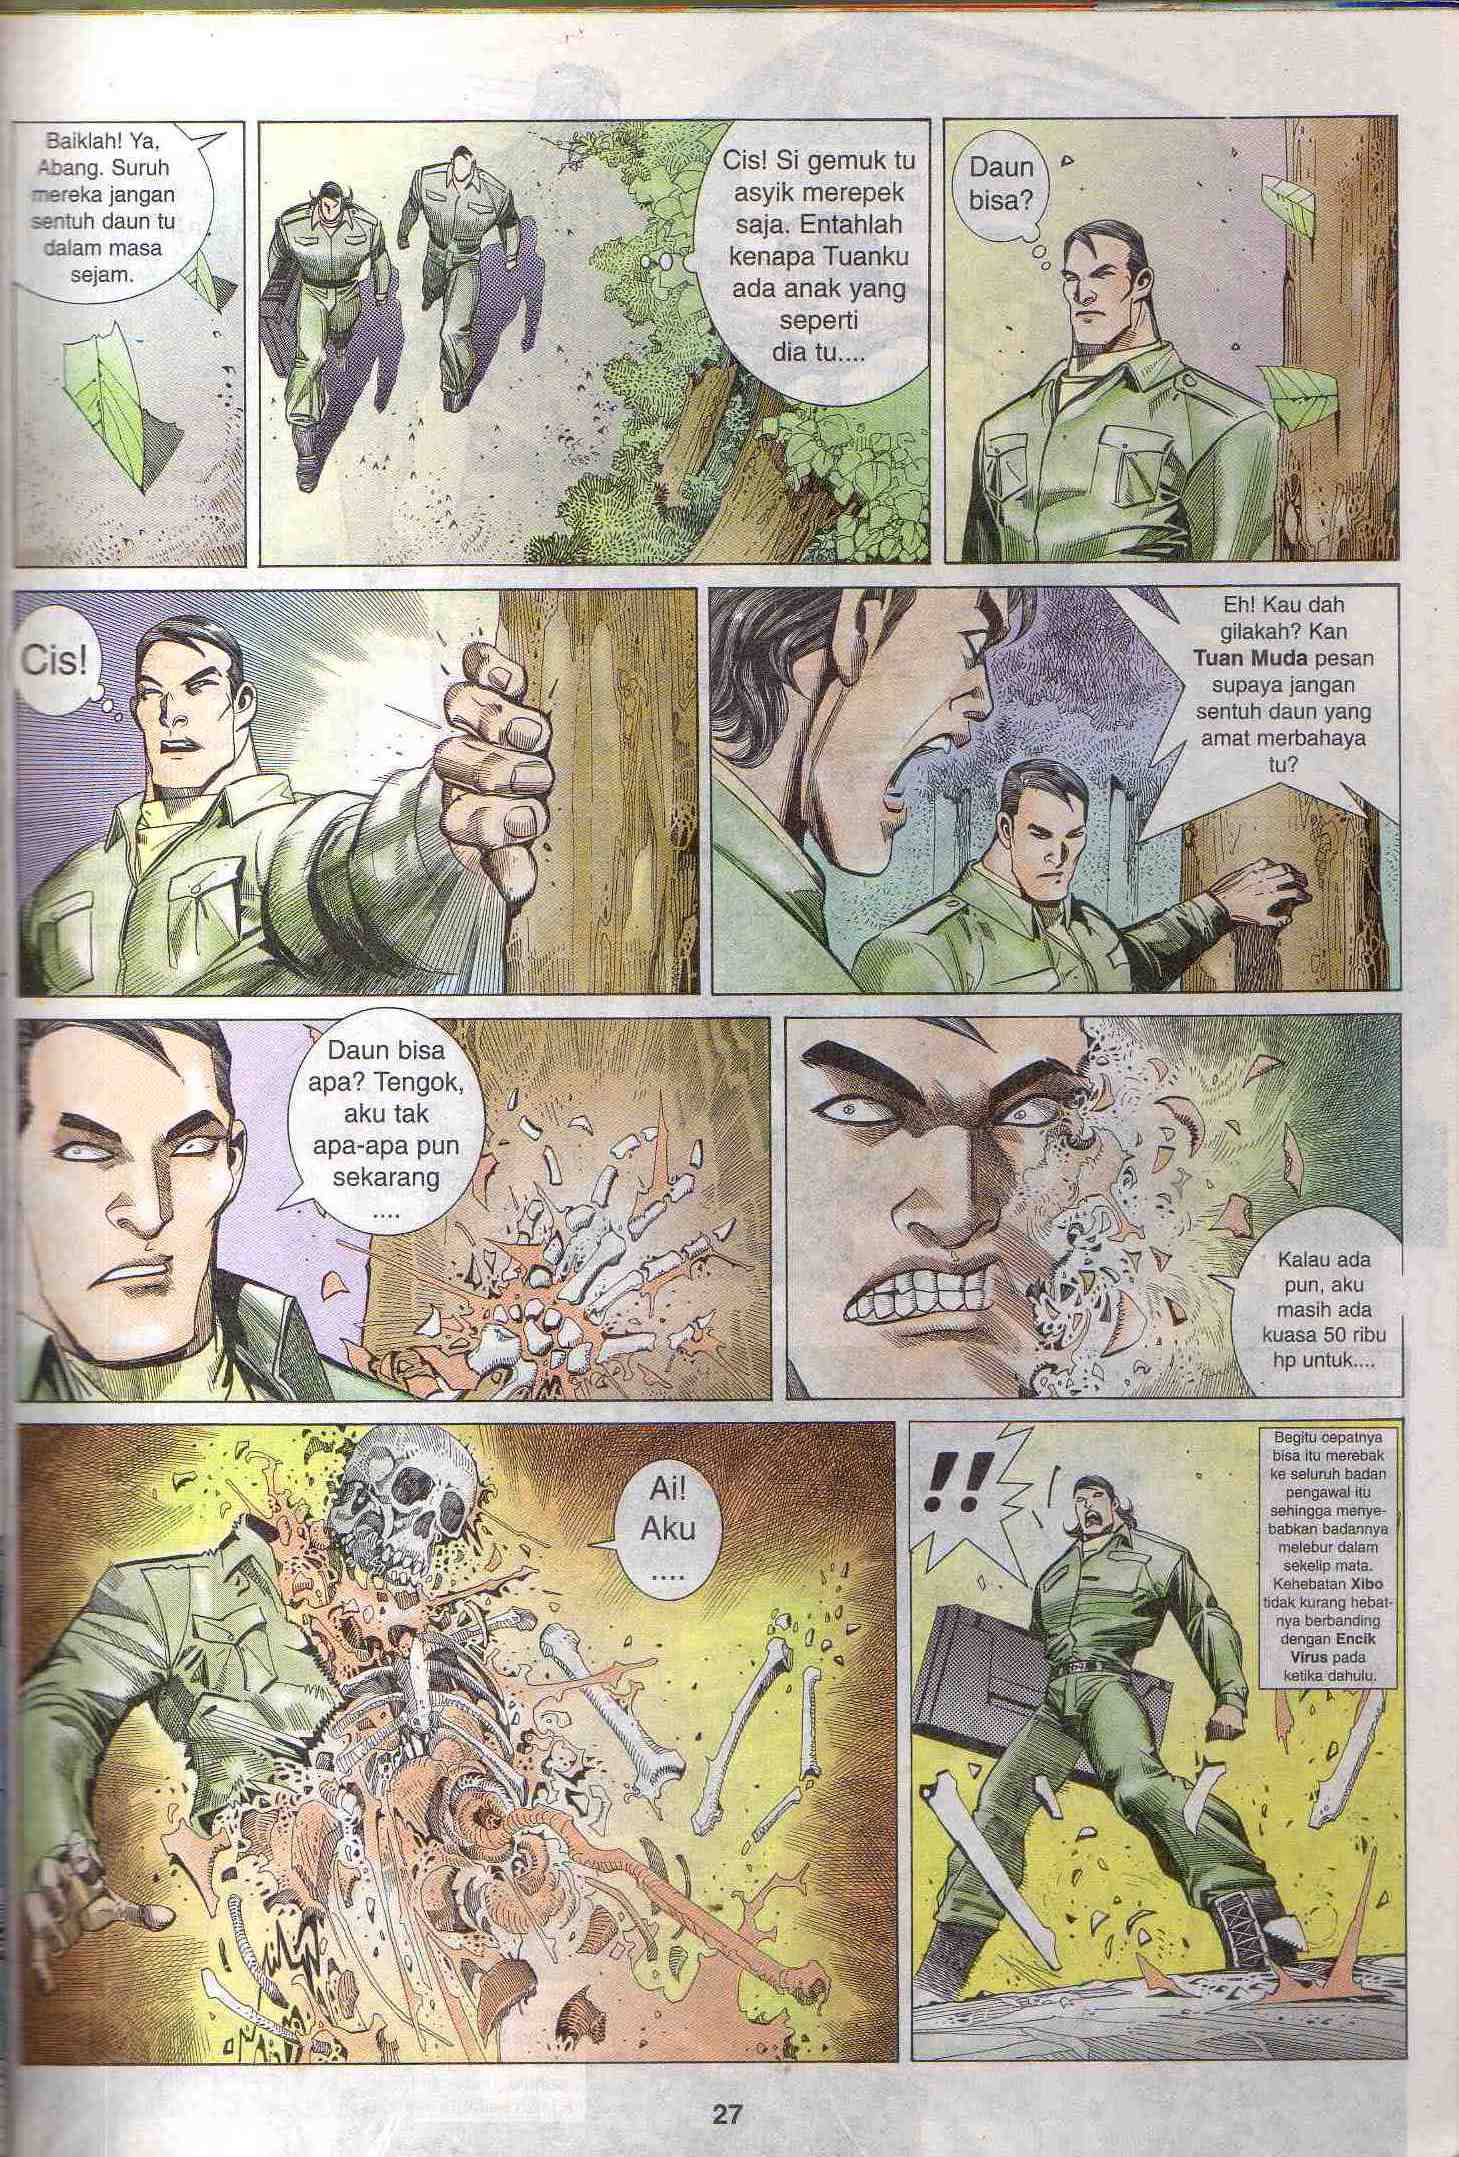 Baiklah! Ya,
Abang. Suruh
mereka jangan
sentuh daun tu
dalam masa
sejam.
Cis! Si gemuk tu
asyik merepek
saja. Entahlah
kenapa Tuanku
ada anak yang
seperti
dia tu....
Daun
bisa?
Cis!
Eh! Kau dah
gilakah? Kan
Tuan Muda pesan
supaya jangan
sentuh daun yang
amat merbahaya
tu?
Daun bisa
apa? Tengok,
aku tak
apa-apa pun
sekarang
....
Kalau ada
pun, aku
masih ada
kuasa 50 ribu
hp untuk....
Ai!
Aku
....
!!
Begitu cepatnya
bisa itu merebak
ke seluruh badan
pengawal itu
sehingga menye-
babkan badannya
melebur dalam
sekelip mata.
Kehebatan Xibo
tidak kurang hebat-
nya berbanding
dengan Encik
Virus pada
ketika dahulu.
27